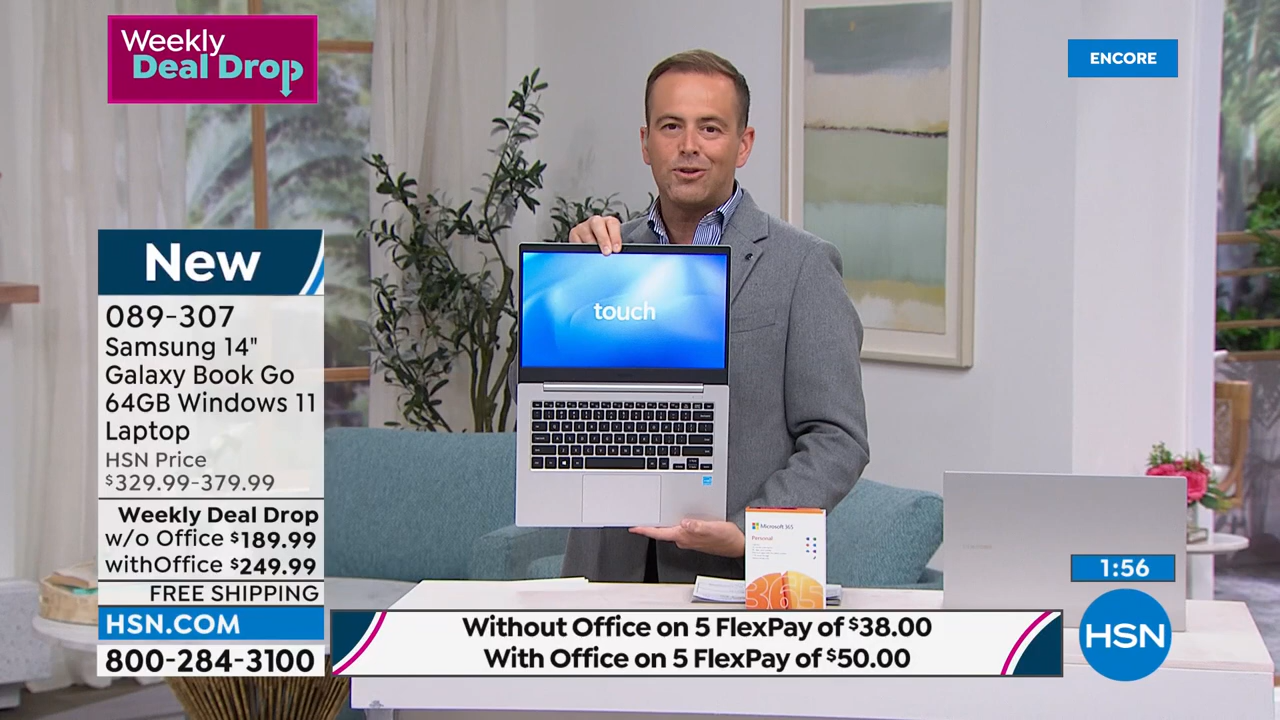 Weekly
Deal Drop
ENCORE
New
089-307
Samsung 14"
Galaxy Book Go
64GB Windows 11
Laptop
HSN Price
$329.99-379.99
Weekly Deal Drop
w/o Office $189.99
withOffice $249.99
FREE SHIPPING
HSN.COM
800-284-3100
touch
Microsoft 365
Personal
365
1:56
HSN
Without Office on 5 FlexPay of $38.00
With Office on 5 FlexPay of $50.00